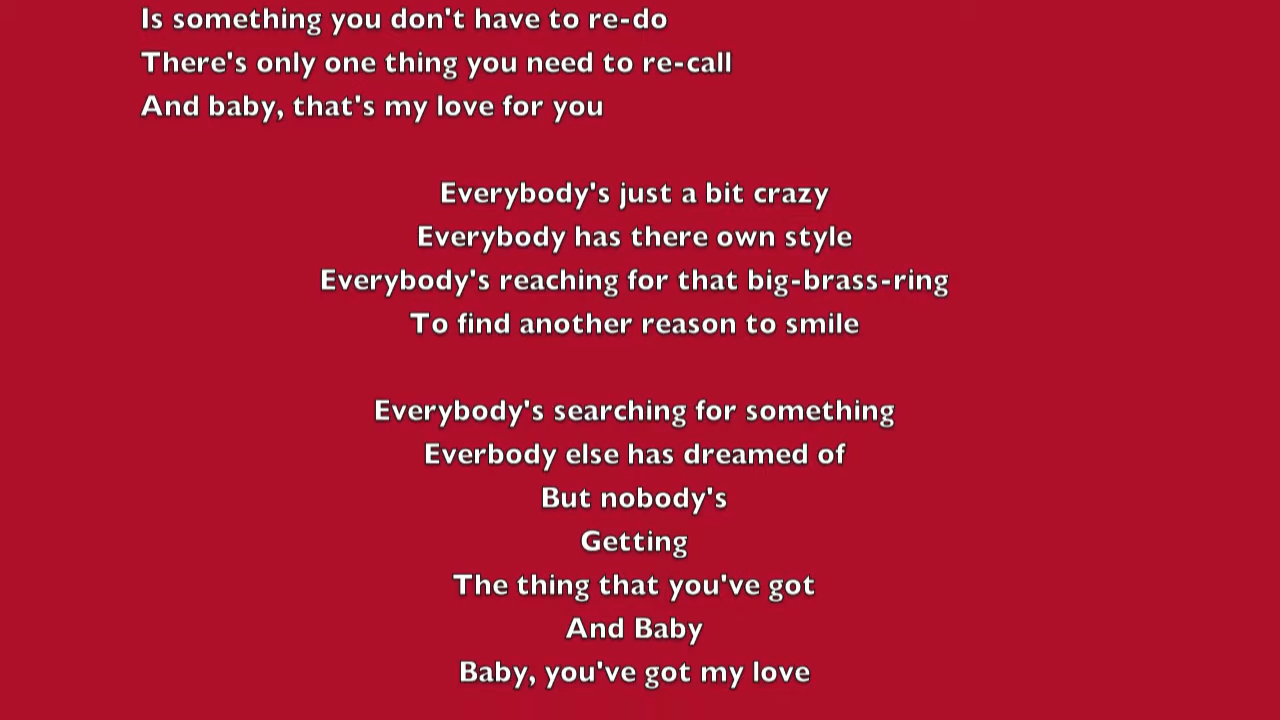 Is something you don't have to re-do
There's only one thing you need to re-call
And baby, that's my love for you
Everybody's just a bit crazy
Everybody has there own style
Everybody's reaching for that big-brass-ring
To find another reason to smile
Everybody's searching for something
Everbody else has dreamed of
But nobody's
Getting
The thing that you've got
And Baby
Baby, you've got my love